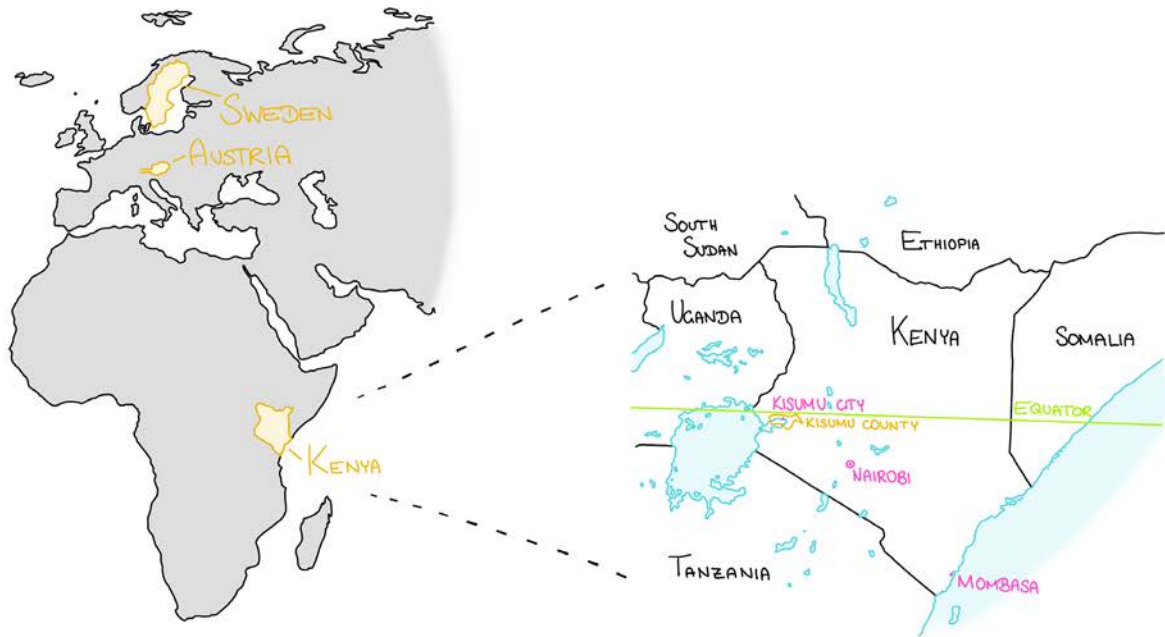 SWEDEN
AUSTRIA
KENYA
SOUTH
SUDAN
ETHIOPIA
UGANDA
KENYA
SOMALIA
KISUMU CITY
EQUATOR
KISUMU COUNTY
NAIROBI
TANZANIA
MOMBASA